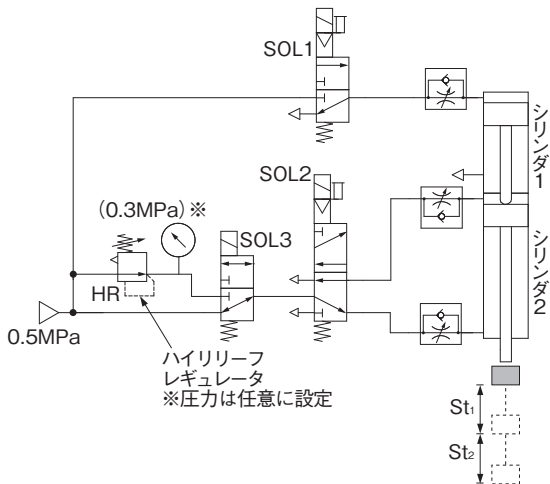 SOL1
シリンダ1
SOL2
(0.3MPa)※
SOL3
シリンダ2
HR
0.5MPa
ハイリリーフ
レギュレータ
※圧力は任意に設定
St1
St2